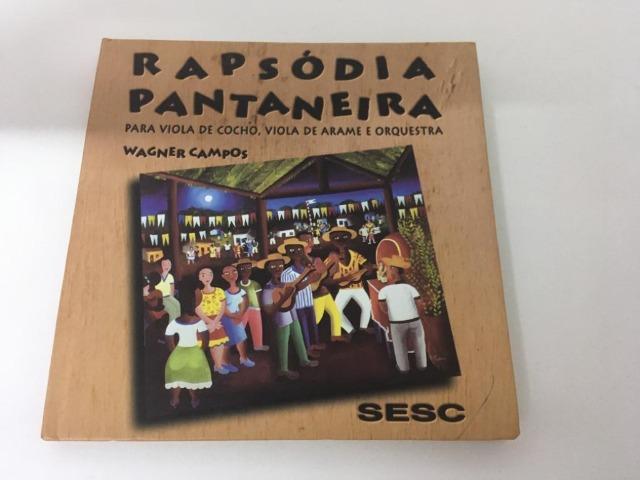 RAPSÓDIA
PANTANEIRA
PARA VIOLA DE COCHO, VIOLA DE ARAME E ORQUESTRA
WAGNER CAMPOS
SESC